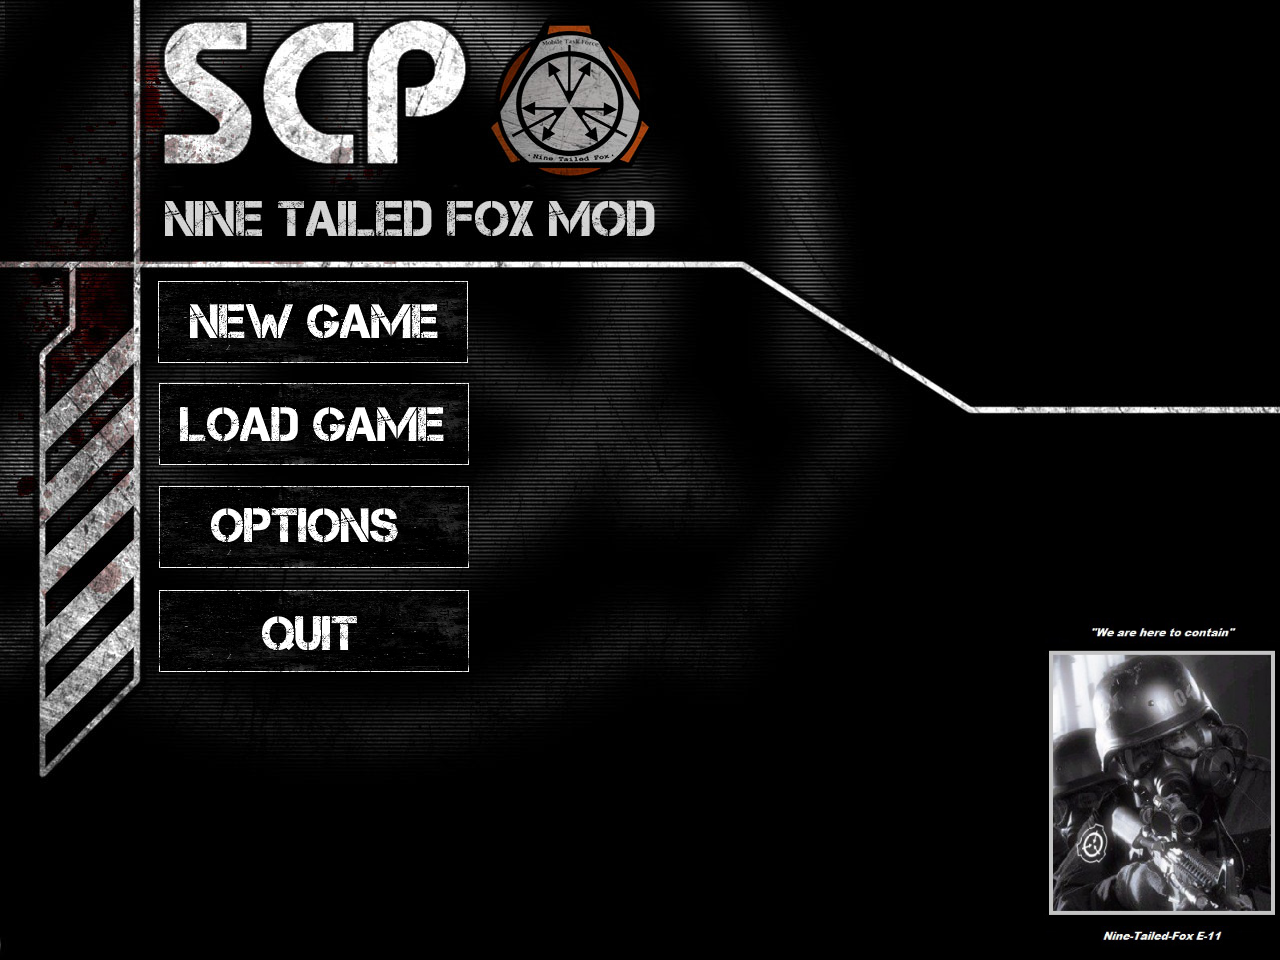 SCP
Mobile Task Force
· Nine Tailed Fox ·
NINE TAILED FOX MOD
NEW GAME
LOAD GAME
OPTIONS
QUIT
"We are here to contain"
Nine-Tailed-Fox E-11